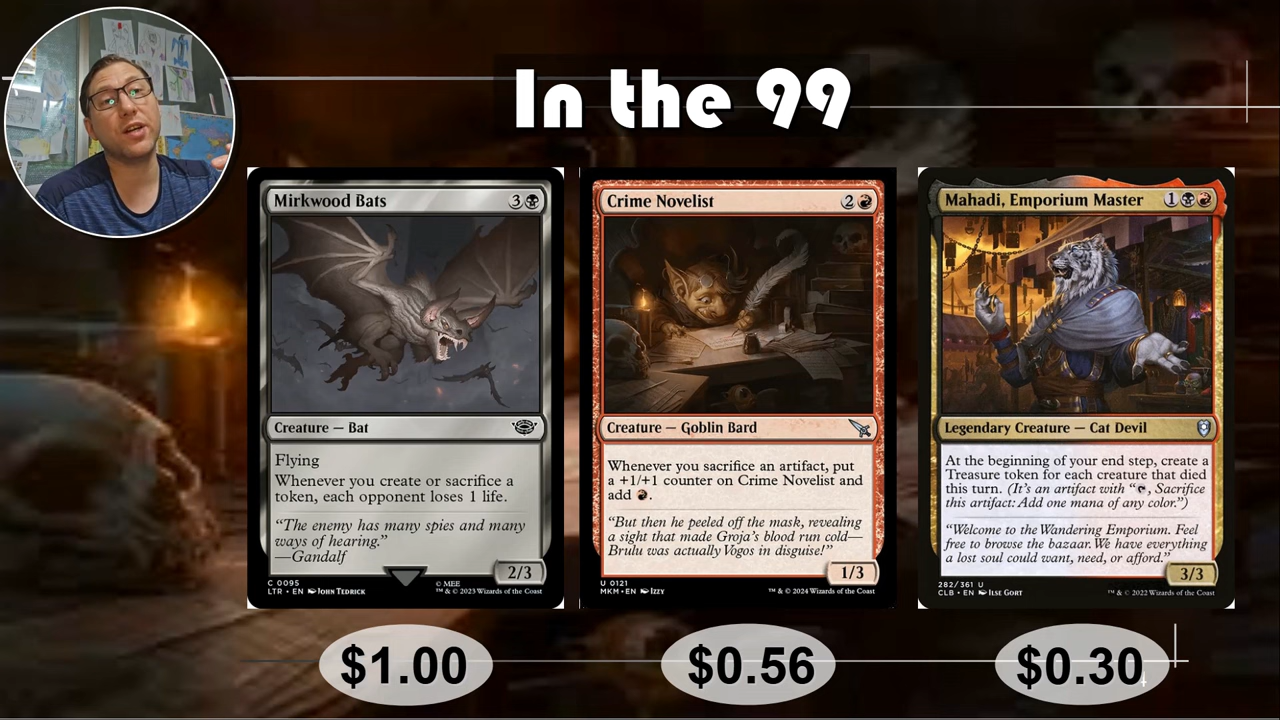 In the 99
Mirkwood Bats 3
Creature — Bat
Flying
Whenever you create or sacrifice a
token, each opponent loses 1 life.
“The enemy has many spies and many
ways of hearing.”
—Gandalf
2/3
C 0095
LTR • EN JOHN TEDRICK
© MEE
™ & © 2023 Wizards of the Coast
Crime Novelist 2
Creature — Goblin Bard
Whenever you sacrifice an artifact, put
a +1/+1 counter on Crime Novelist and
add .
“But then he peeled off the mask, revealing
a sight that made Groja’s blood run cold—
Brulu was actually Vogos in disguise!”
1/3
U 0121
MKM • EN IZZY
™ & © 2024 Wizards of the Coast
Mahadi, Emporium Master 1
Legendary Creature — Cat Devil
At the beginning of your end step, create a
Treasure token for each creature that died
this turn. (It’s an artifact with “, Sacrifice
this artifact: Add one mana of any color.”)
“Welcome to the Wandering Emporium. Feel
free to browse the bazaar. We have everything
a lost soul could want, need, or afford.”
3/3
282/361 U
CLB • EN ILSE GORT
™ & © 2022 Wizards of the Coast
$1.00
$0.56
$0.30